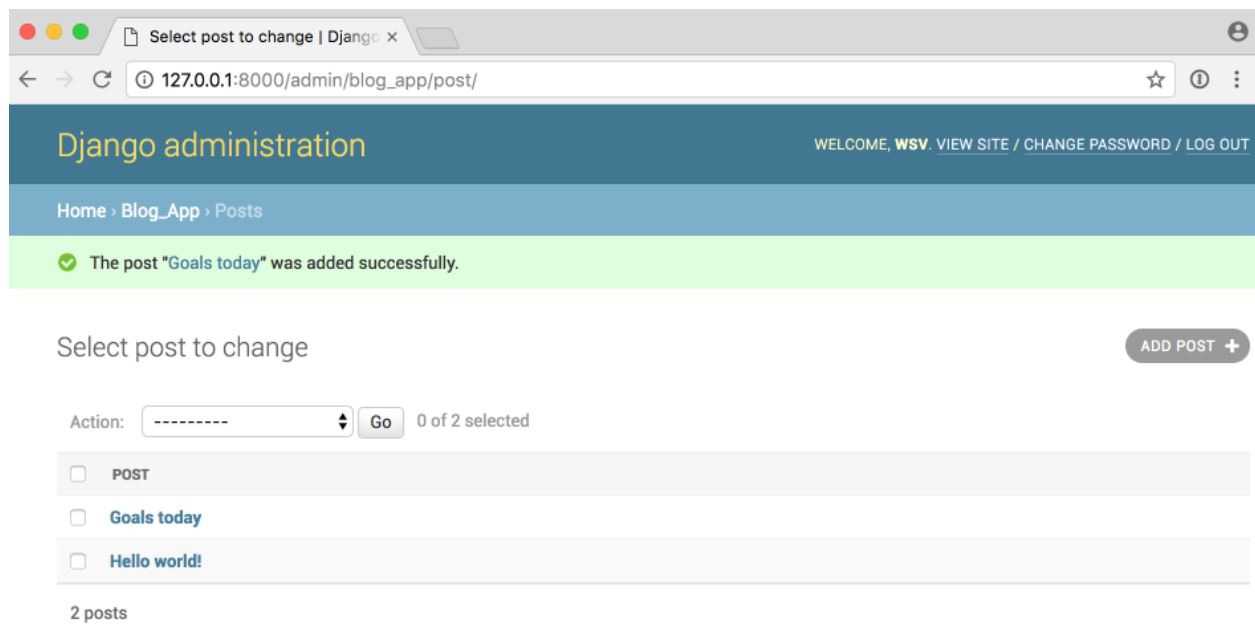 Select post to change | Django
127.0.0.1:8000/admin/blog_app/post/
Django administration
WELCOME, WSV. VIEW SITE / CHANGE PASSWORD / LOG OUT
Home › Blog_App › Posts
The post "Goals today" was added successfully.
Select post to change
ADD POST +
Action: --------- Go 0 of 2 selected
POST
Goals today
Hello world!
2 posts